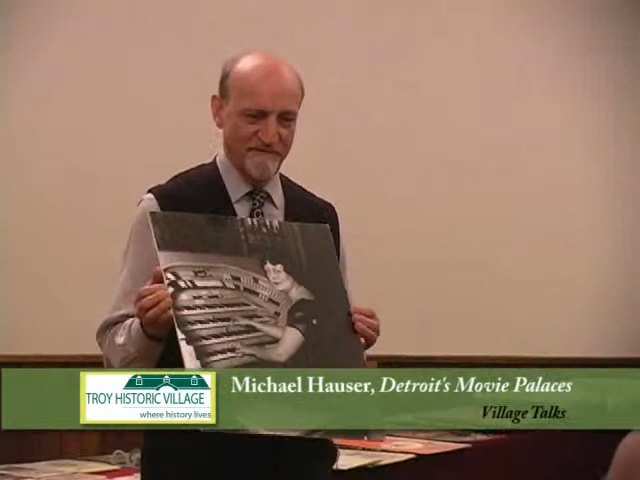 Michael Hauser, Detroit's Movie Palaces
Village Talks
TROY HISTORIC VILLAGE
where history lives